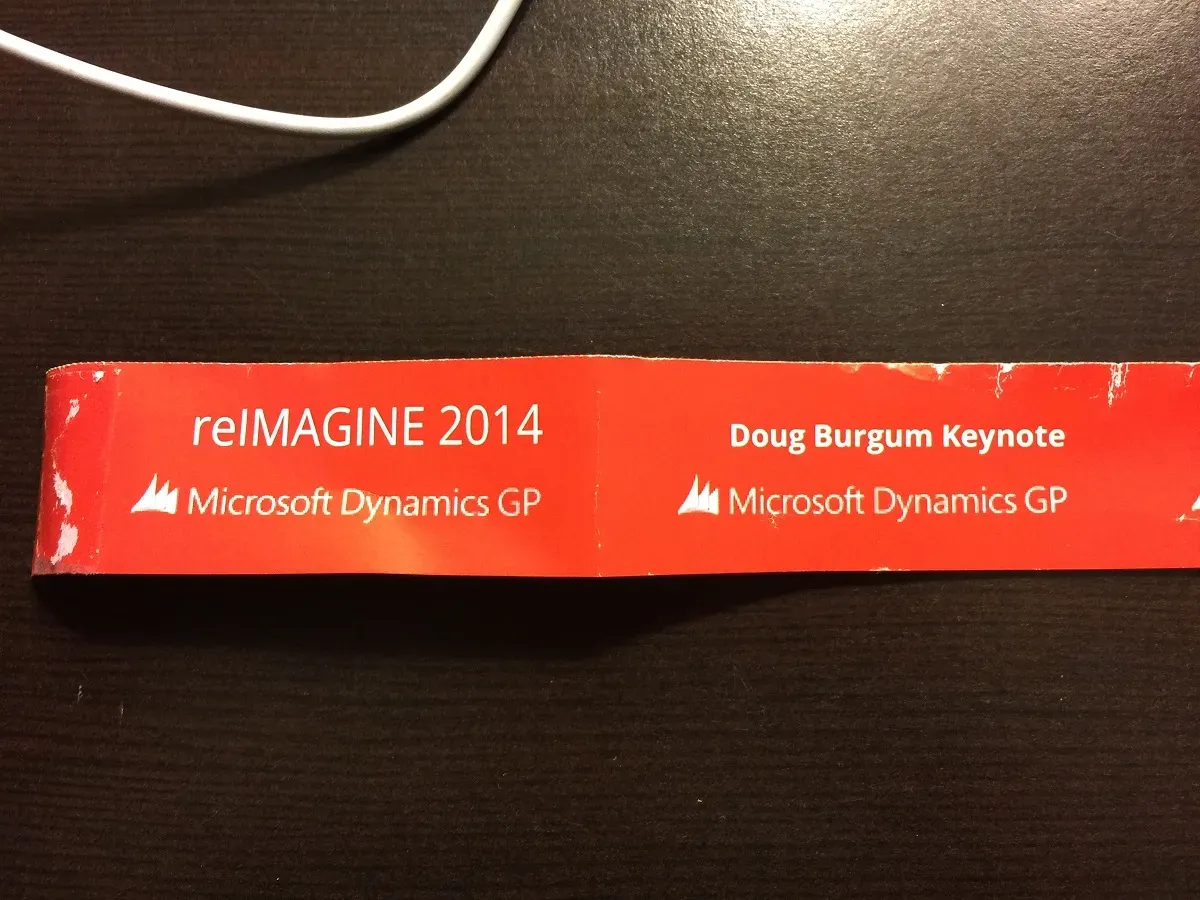 reIMAGINE 2014
Microsoft Dynamics GP
Doug Burgum Keynote
Microsoft Dynamics GP